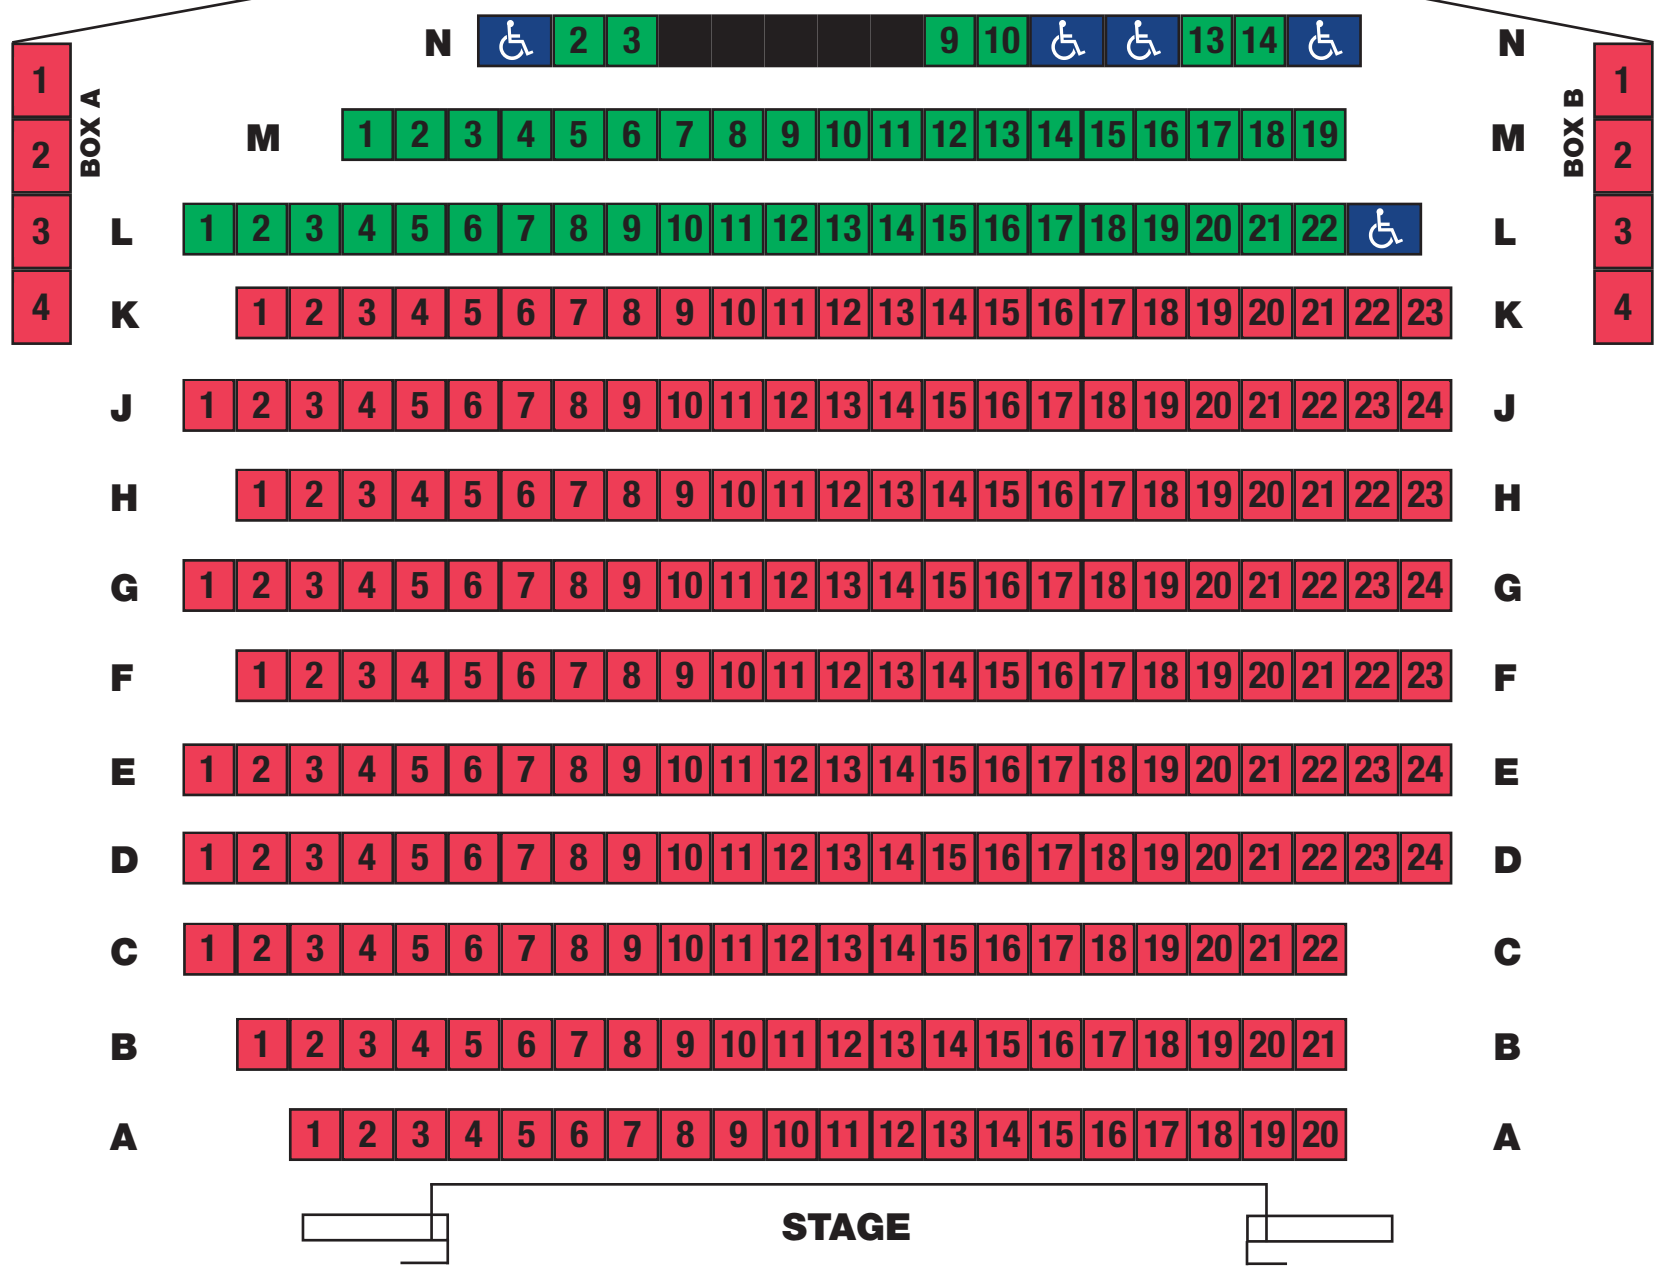 N 2 3 9 10 13 14 N
1 1
BOX A BOX B
M 1 2 3 4 5 6 7 8 9 10 11 12 13 14 15 16 17 18 19 M
2 2
3 L 1 2 3 4 5 6 7 8 9 10 11 12 13 14 15 16 17 18 19 20 21 22 L 3
4 K 1 2 3 4 5 6 7 8 9 10 11 12 13 14 15 16 17 18 19 20 21 22 23 K 4
J 1 2 3 4 5 6 7 8 9 10 11 12 13 14 15 16 17 18 19 20 21 22 23 24 J
H 1 2 3 4 5 6 7 8 9 10 11 12 13 14 15 16 17 18 19 20 21 22 23 H
G 1 2 3 4 5 6 7 8 9 10 11 12 13 14 15 16 17 18 19 20 21 22 23 24 G
F 1 2 3 4 5 6 7 8 9 10 11 12 13 14 15 16 17 18 19 20 21 22 23 F
E 1 2 3 4 5 6 7 8 9 10 11 12 13 14 15 16 17 18 19 20 21 22 23 24 E
D 1 2 3 4 5 6 7 8 9 10 11 12 13 14 15 16 17 18 19 20 21 22 23 24 D
C 1 2 3 4 5 6 7 8 9 10 11 12 13 14 15 16 17 18 19 20 21 22 C
B 1 2 3 4 5 6 7 8 9 10 11 12 13 14 15 16 17 18 19 20 21 B
A 1 2 3 4 5 6 7 8 9 10 11 12 13 14 15 16 17 18 19 20 A
STAGE